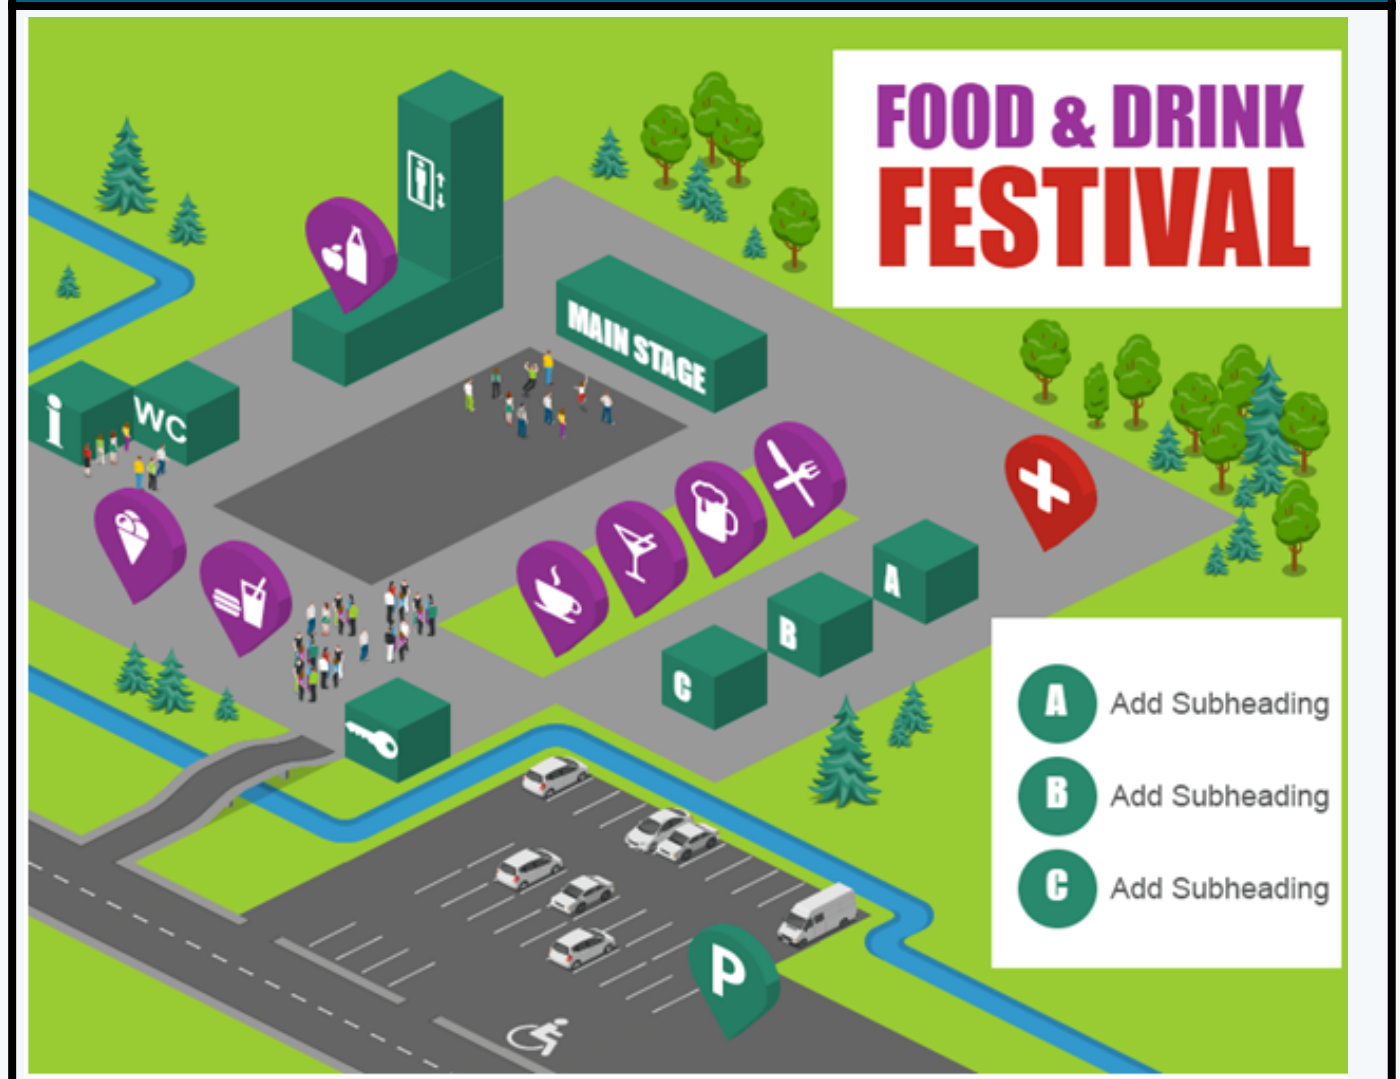 FOOD & DRINK
FESTIVAL
MAIN STAGE
i
WC
A
B
C
A Add Subheading
B Add Subheading
C Add Subheading
P